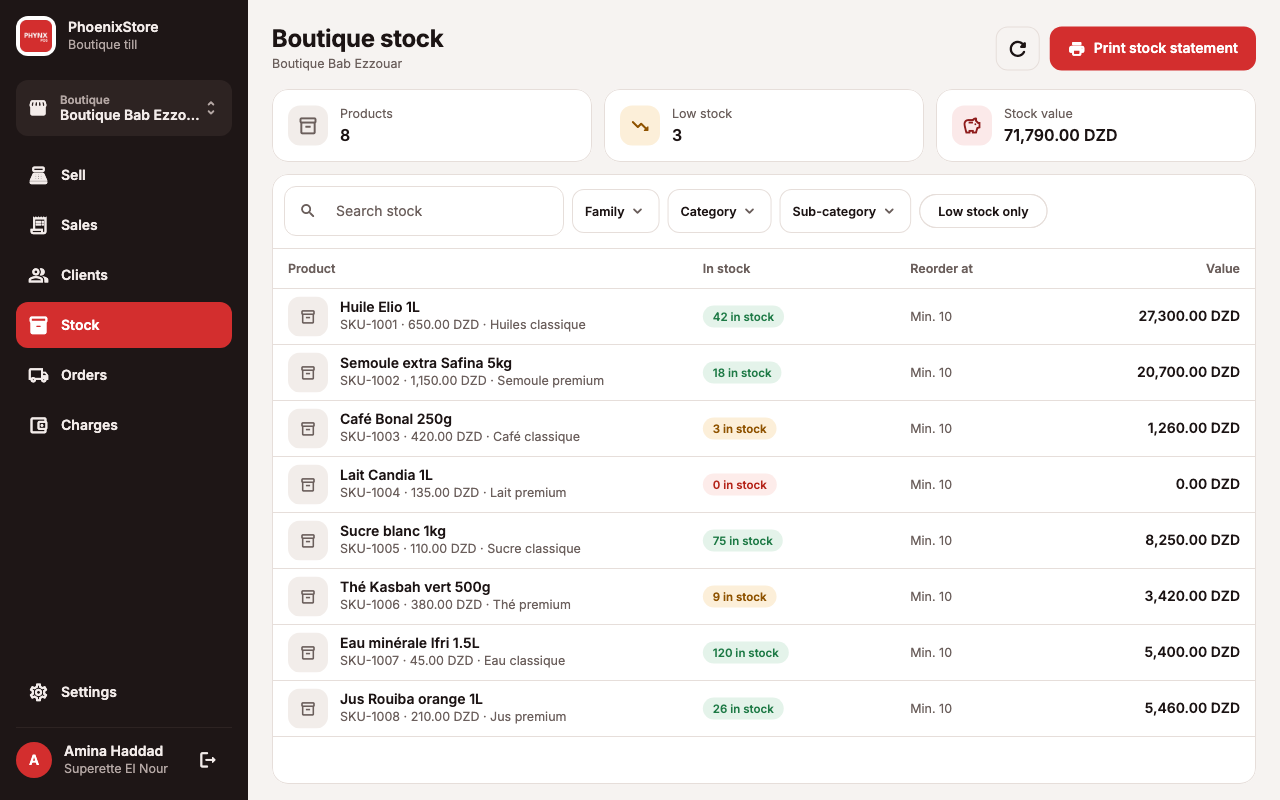 PHYNX
POS
PhoenixStore
Boutique till
Boutique
Boutique Bab Ezzo...
Sell
Sales
Clients
Stock
Orders
Charges
Settings
A
Amina Haddad
Superette El Nour
Boutique stock
Boutique Bab Ezzouar
Print stock statement
Products
8
Low stock
3
Stock value
71,790.00 DZD
Search stock
Family
Category
Sub-category
Low stock only
Product In stock Reorder at Value
Huile Elio 1L
SKU-1001 · 650.00 DZD · Huiles classique
42 in stock
Min. 10
27,300.00 DZD
Semoule extra Safina 5kg
SKU-1002 · 1,150.00 DZD · Semoule premium
18 in stock
Min. 10
20,700.00 DZD
Café Bonal 250g
SKU-1003 · 420.00 DZD · Café classique
3 in stock
Min. 10
1,260.00 DZD
Lait Candia 1L
SKU-1004 · 135.00 DZD · Lait premium
0 in stock
Min. 10
0.00 DZD
Sucre blanc 1kg
SKU-1005 · 110.00 DZD · Sucre classique
75 in stock
Min. 10
8,250.00 DZD
Thé Kasbah vert 500g
SKU-1006 · 380.00 DZD · Thé premium
9 in stock
Min. 10
3,420.00 DZD
Eau minérale Ifri 1.5L
SKU-1007 · 45.00 DZD · Eau classique
120 in stock
Min. 10
5,400.00 DZD
Jus Rouiba orange 1L
SKU-1008 · 210.00 DZD · Jus premium
26 in stock
Min. 10
5,460.00 DZD